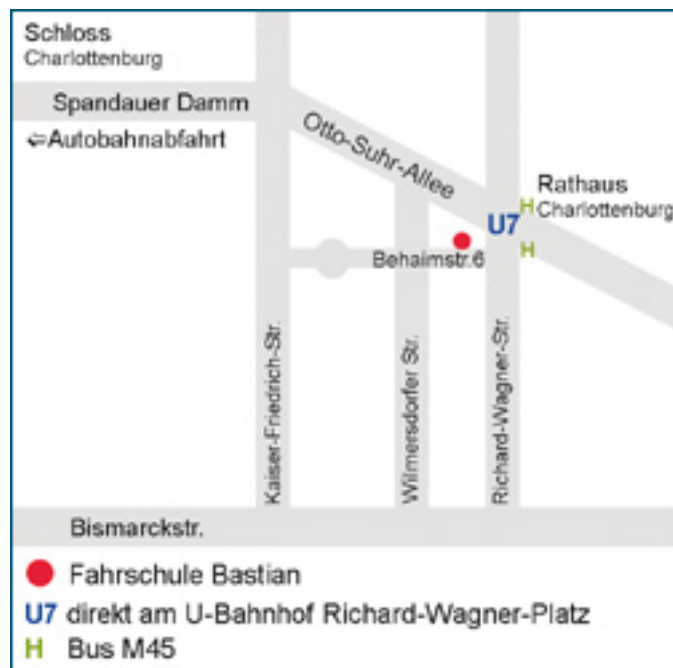 Schloss
Charlottenburg
Spandauer Damm
⇦Autobahnabfahrt
Otto-Suhr-Allee
Rathaus
H Charlottenburg
U7
H
Behaimstr.6
Kaiser-Friedrich-Str.
Wilmersdorfer Str.
Richard-Wagner-Str.
Bismarckstr.
Fahrschule Bastian
U7 direkt am U-Bahnhof Richard-Wagner-Platz
H Bus M45